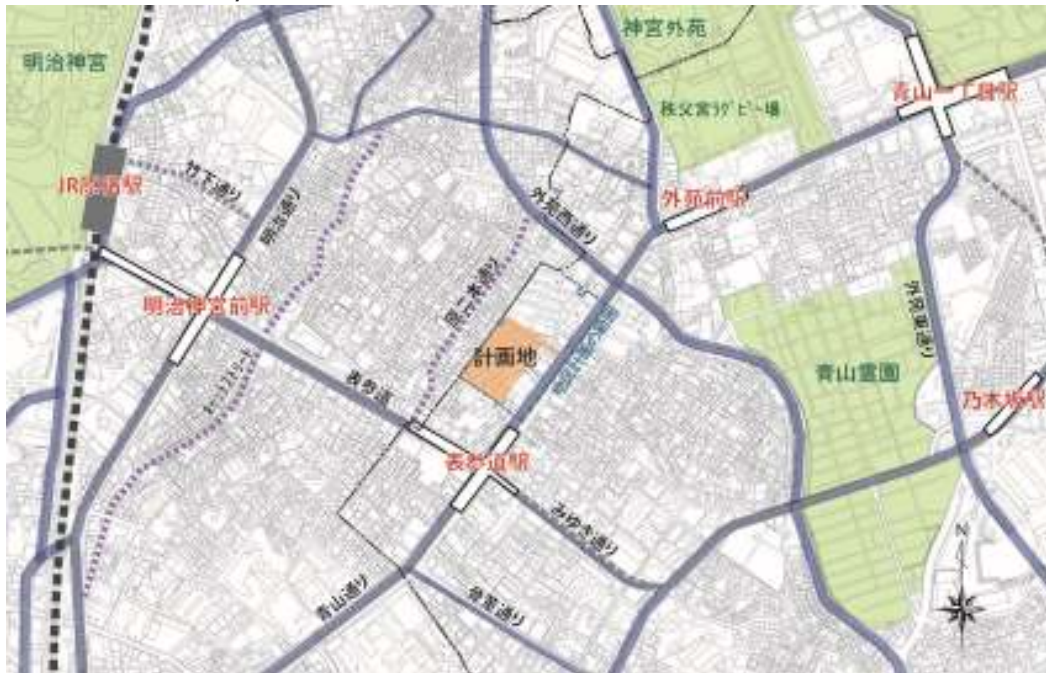 神宮外苑
明治神宮
青山一丁目駅
秩父宮ラグビー場
JR原宿駅
竹下通り
外苑前駅
明治通り
外苑西通り
原二本通り
明治神宮前駅
外苑東通り
計画地
青山霊園
表参道
乃木坂駅
表参道駅
みゆき通り
青山通り
骨董通り
N